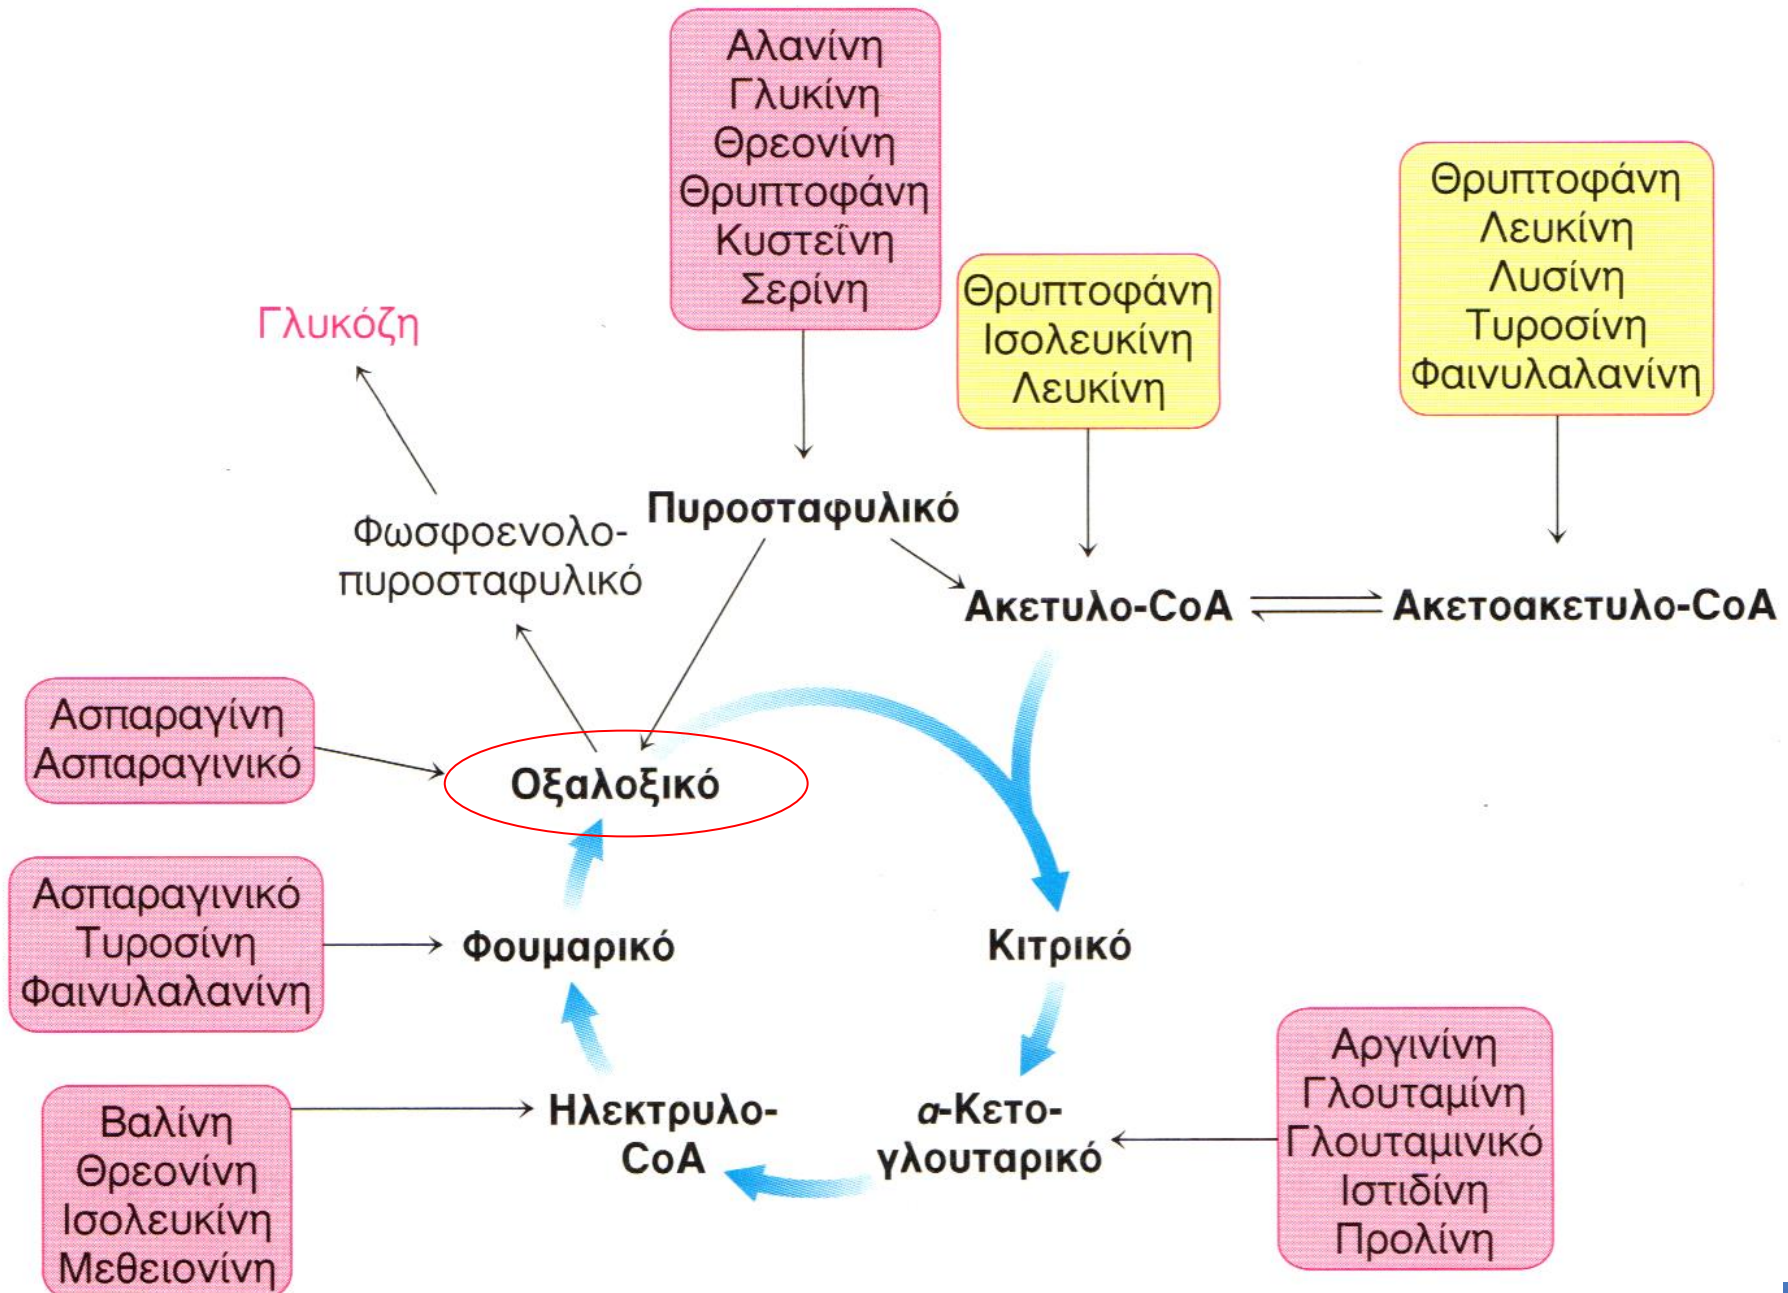 Αλανίνη
Γλυκίνη
Θρεονίνη
Θρυπτοφάνη
Κυστεΐνη
Σερίνη
Θρυπτοφάνη
Λευκίνη
Λυσίνη
Τυροσίνη
Φαινυλαλανίνη
Θρυπτοφάνη
Ισολευκίνη
Λευκίνη
Γλυκόζη
Πυροσταφυλικό
Φωσφοενολο-
πυροσταφυλικό
Ακετυλο-CoA
Ακετοακετυλο-CoA
Ασπαραγίνη
Ασπαραγινικό
Οξαλοξικό
Ασπαραγινικό
Τυροσίνη
Φαινυλαλανίνη
Φουμαρικό
Κιτρικό
Βαλίνη
Θρεονίνη
Ισολευκίνη
Μεθειονίνη
Ηλεκτρυλο-
CoA
α-Κετο-
γλουταρικό
Αργινίνη
Γλουταμίνη
Γλουταμινικό
Ιστιδίνη
Προλίνη